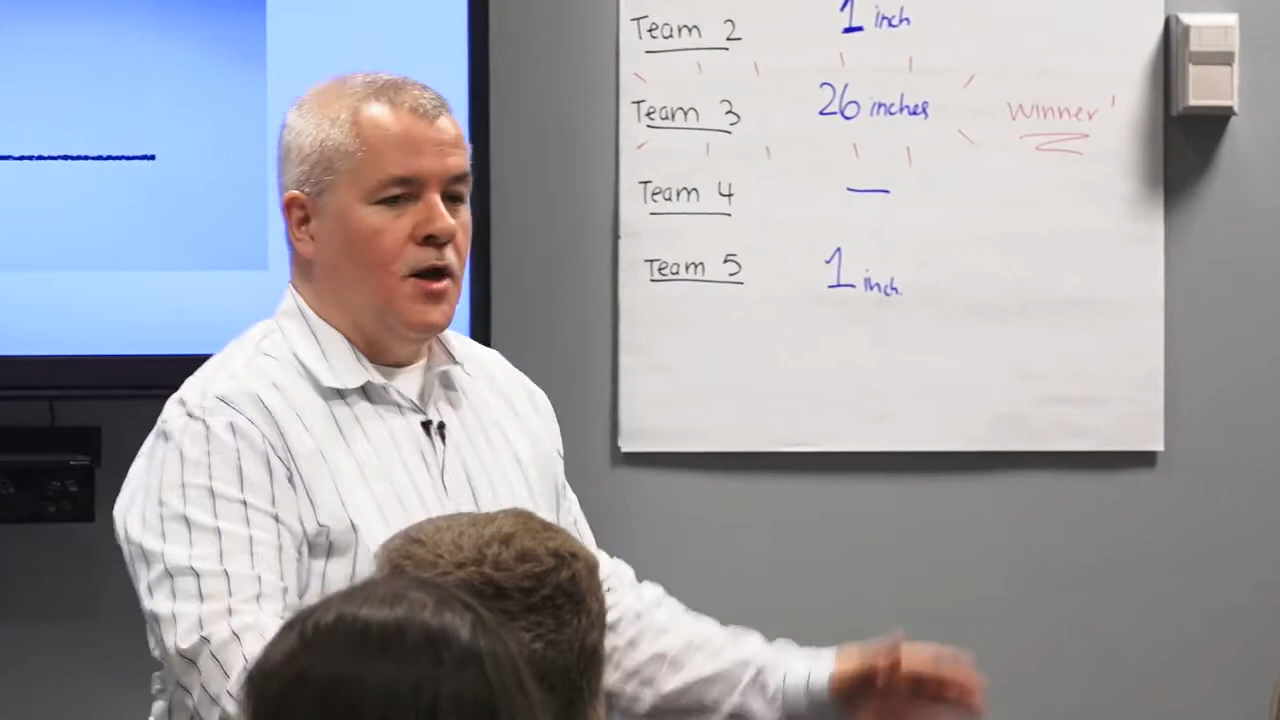 Team 2 1 inch
Team 3 26 inches winner!
Team 4 —
Team 5 1 inch.